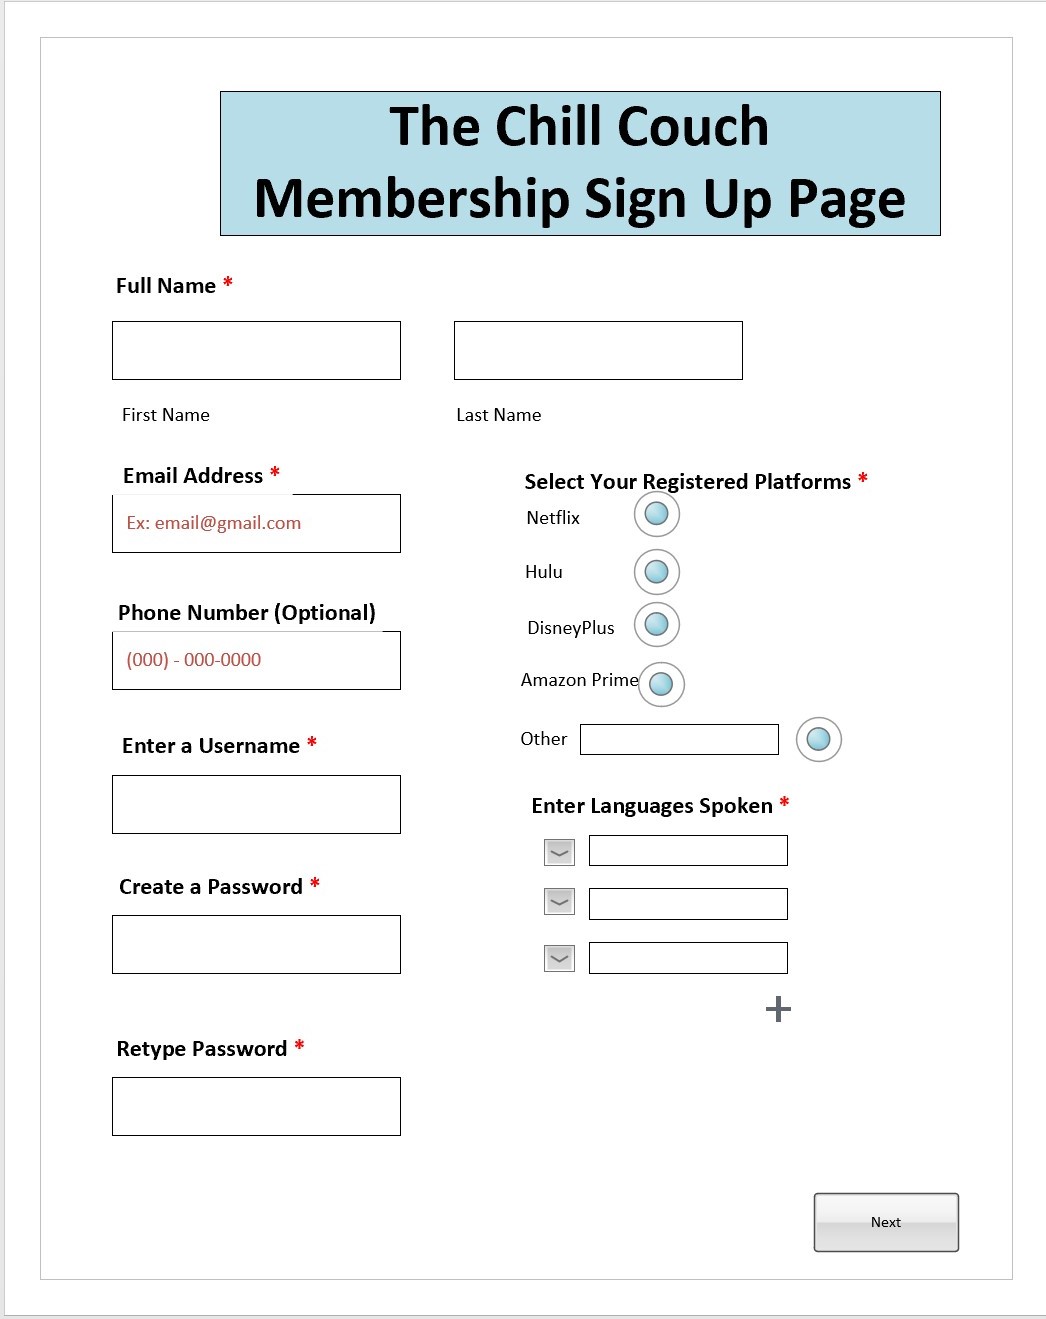 The Chill Couch
Membership Sign Up Page
Full Name *
First Name
Last Name
Email Address *
Ex: email@gmail.com
Phone Number (Optional)
(000) - 000-0000
Enter a Username *
Create a Password *
Retype Password *
Select Your Registered Platforms *
Netflix
Hulu
DisneyPlus
Amazon Prime
Other
Enter Languages Spoken *
Next